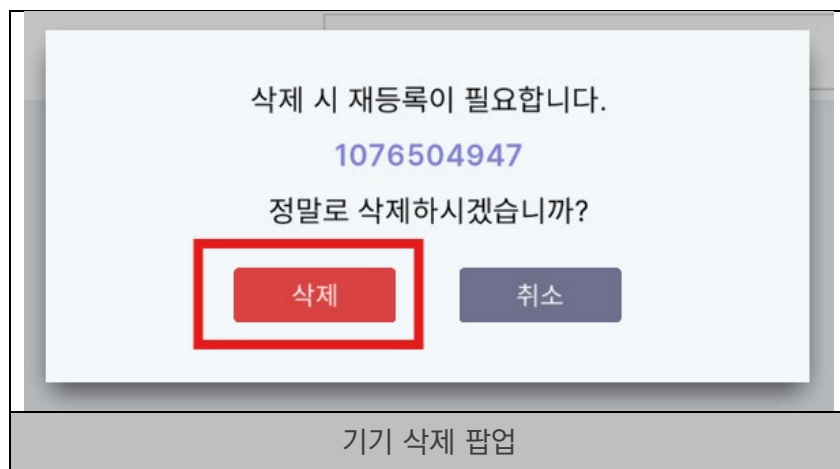 삭제 시 재등록이 필요합니다.
1076504947
정말로 삭제하시겠습니까?
삭제 취소
기기 삭제 팝업